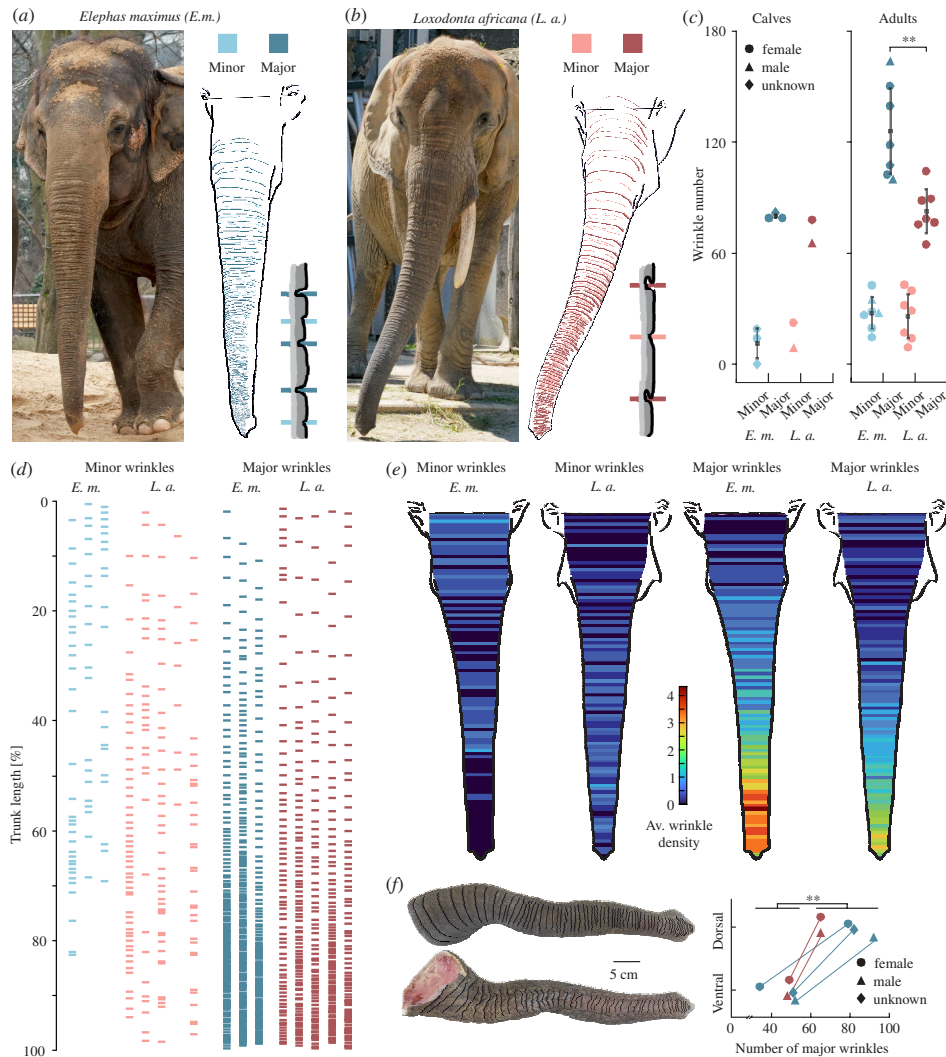 (a)
Elephas maximus (E.m.)
Minor
Major
(b)
Loxodonta africana (L. a.)
Minor
Major
(c)
Calves
Adults
180
120
60
0
Wrinkle number
female
male
unknown
**
Minor
Major
Minor
Major
E. m.
L. a.
Minor
Major
Minor
Major
E. m.
L. a.
(d)
Minor wrinkles
Major wrinkles
E. m.
L. a.
E. m.
L. a.
0
20
40
60
80
100
Trunk length [%]
(e)
Minor wrinkles
Minor wrinkles
Major wrinkles
Major wrinkles
E. m.
L. a.
E. m.
L. a.
4
3
2
1
0
Av. wrinkle
density
(f)
5 cm
**
Dorsal
Ventral
female
male
unknown
0
40
60
80
100
Number of major wrinkles